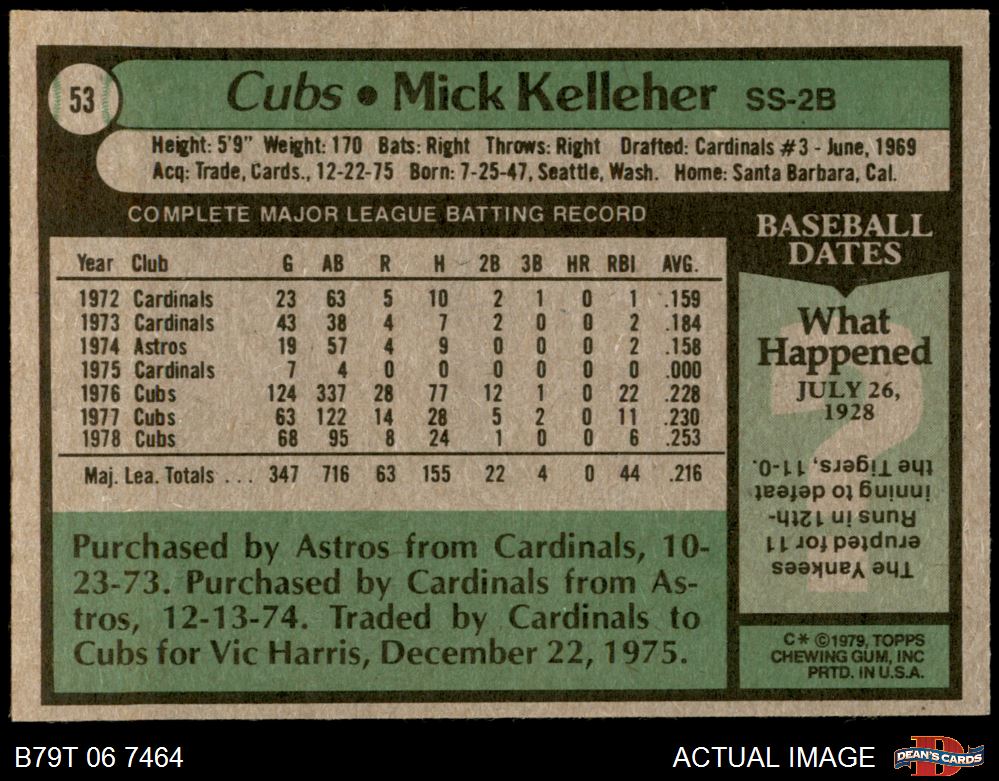 53
Cubs • Mick Kelleher SS-2B
Height: 5'9" Weight: 170 Bats: Right Throws: Right Drafted: Cardinals #3 - June, 1969
Acq: Trade, Cards., 12-22-75 Born: 7-25-47, Seattle, Wash. Home: Santa Barbara, Cal.
COMPLETE MAJOR LEAGUE BATTING RECORD
Year Club G AB R H 2B 3B HR RBI AVG.
1972 Cardinals 23 63 5 10 2 1 0 1 .159
1973 Cardinals 43 38 4 7 2 0 0 2 .184
1974 Astros 19 57 4 9 0 0 0 2 .158
1975 Cardinals 7 4 0 0 0 0 0 0 .000
1976 Cubs 124 337 28 77 12 1 0 22 .228
1977 Cubs 63 122 14 28 5 2 0 11 .230
1978 Cubs 68 95 8 24 1 0 0 6 .253
Maj. Lea. Totals . . . 347 716 63 155 22 4 0 44 .216
Purchased by Astros from Cardinals, 10-
23-73. Purchased by Cardinals from As-
tros, 12-13-74. Traded by Cardinals to
Cubs for Vic Harris, December 22, 1975.
BASEBALL
DATES
What
Happened
JULY 26,
1928
The Yankees
erupted for 11
Runs in 12th-
inning to defeat
the Tigers, 11-0.
C* ©1979, TOPPS
CHEWING GUM, INC
PRTD. IN U.S.A.
B79T 06 7464
ACTUAL IMAGE
DEAN'S CARDS